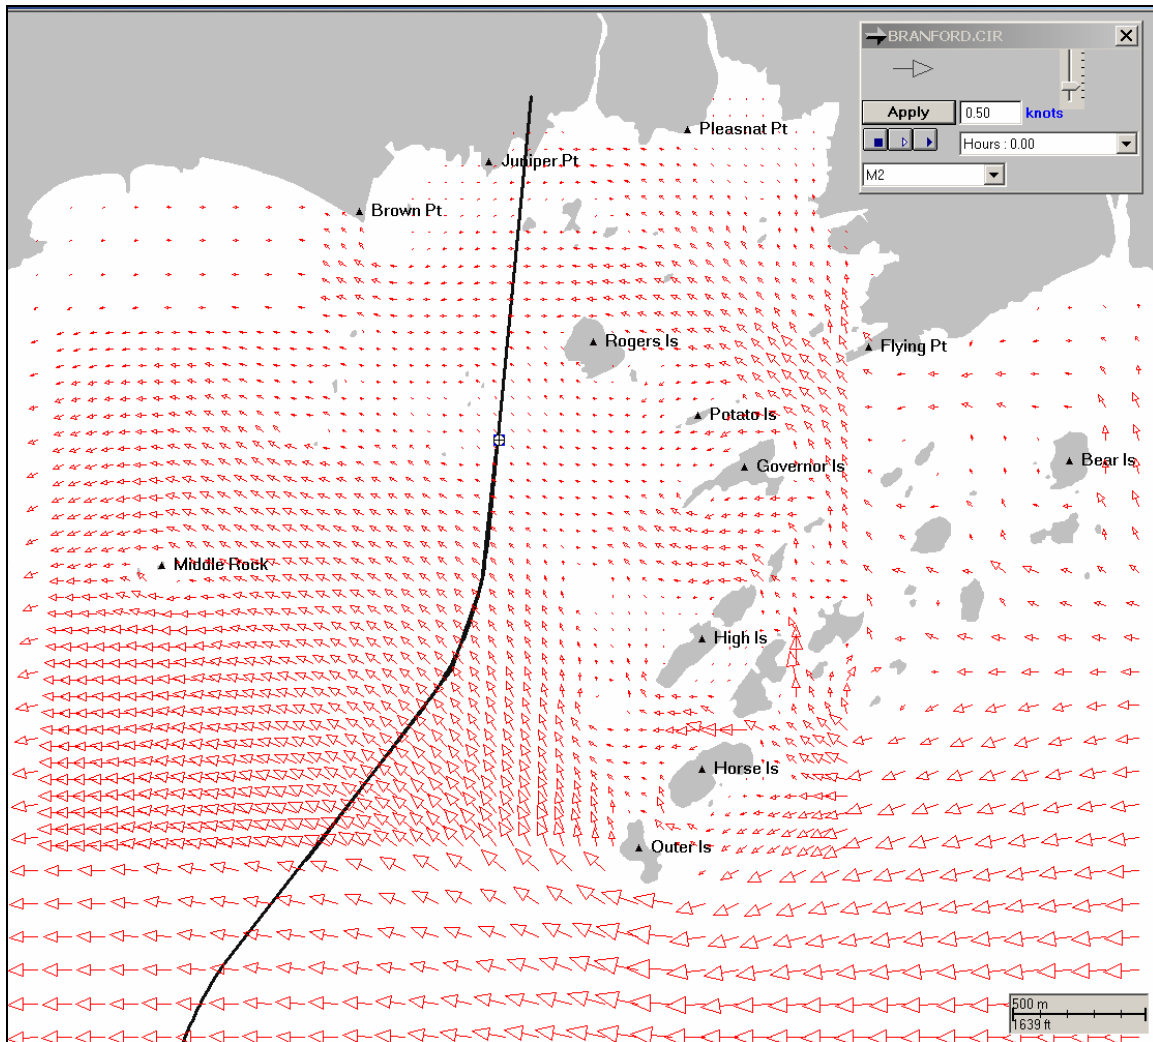 BRANFORD.CIR
Apply
0.50
knots
Hours : 0.00
M2
Pleasnat Pt
Juniper Pt
Brown Pt.
Rogers Is
Flying Pt
Potato Is
Governor Is
Bear Is
Middle Rock
High Is
Horse Is
Outer Is
500 m
1639 ft